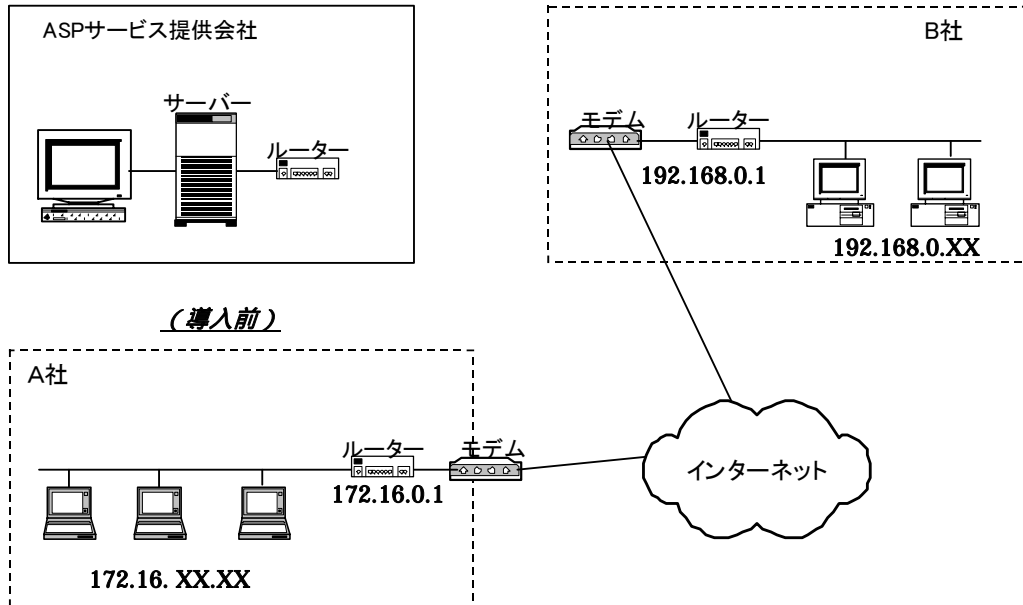 ASPサービス提供会社
サーバー
ルーター
B社
モデム
ルーター
192.168.0.1
192.168.0.XX
(導入前)
A社
ルーター
モデム
172.16.0.1
172.16. XX.XX
インターネット